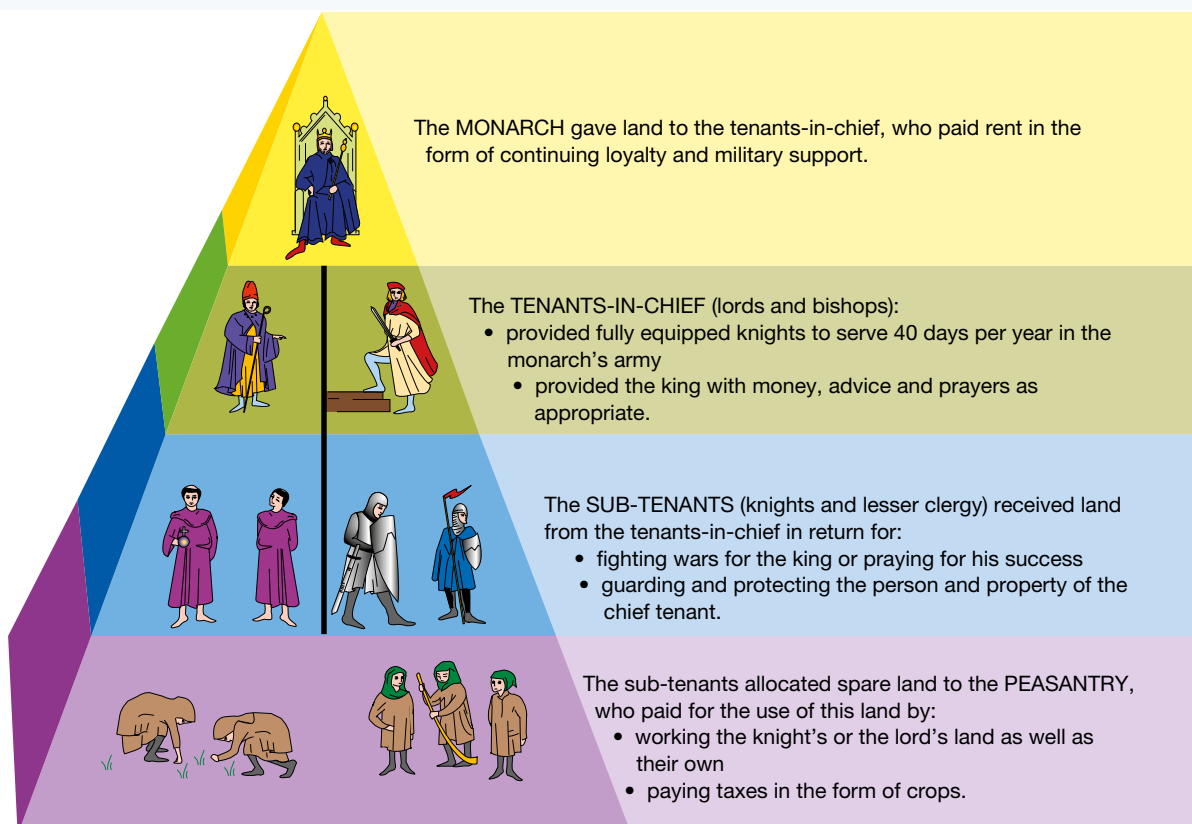 The MONARCH gave land to the tenants-in-chief, who paid rent in the
form of continuing loyalty and military support.
The TENANTS-IN-CHIEF (lords and bishops):
• provided fully equipped knights to serve 40 days per year in the
monarch’s army
• provided the king with money, advice and prayers as
appropriate.
The SUB-TENANTS (knights and lesser clergy) received land
from the tenants-in-chief in return for:
• fighting wars for the king or praying for his success
• guarding and protecting the person and property of the
chief tenant.
The sub-tenants allocated spare land to the PEASANTRY,
who paid for the use of this land by:
• working the knight’s or the lord’s land as well as
their own
• paying taxes in the form of crops.